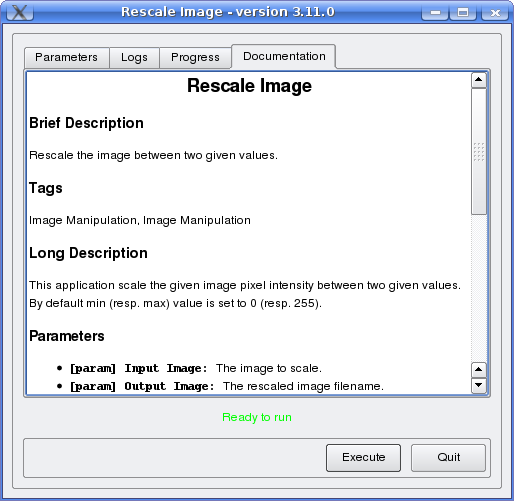 Rescale Image - version 3.11.0
Parameters Logs Progress Documentation
Rescale Image
Brief Description
Rescale the image between two given values.
Tags
Image Manipulation, Image Manipulation
Long Description
This application scale the given image pixel intensity between two given values.
By default min (resp. max) value is set to 0 (resp. 255).
Parameters
• [param] Input Image: The image to scale.
• [param] Output Image: The rescaled image filename.
Ready to run
Execute Quit